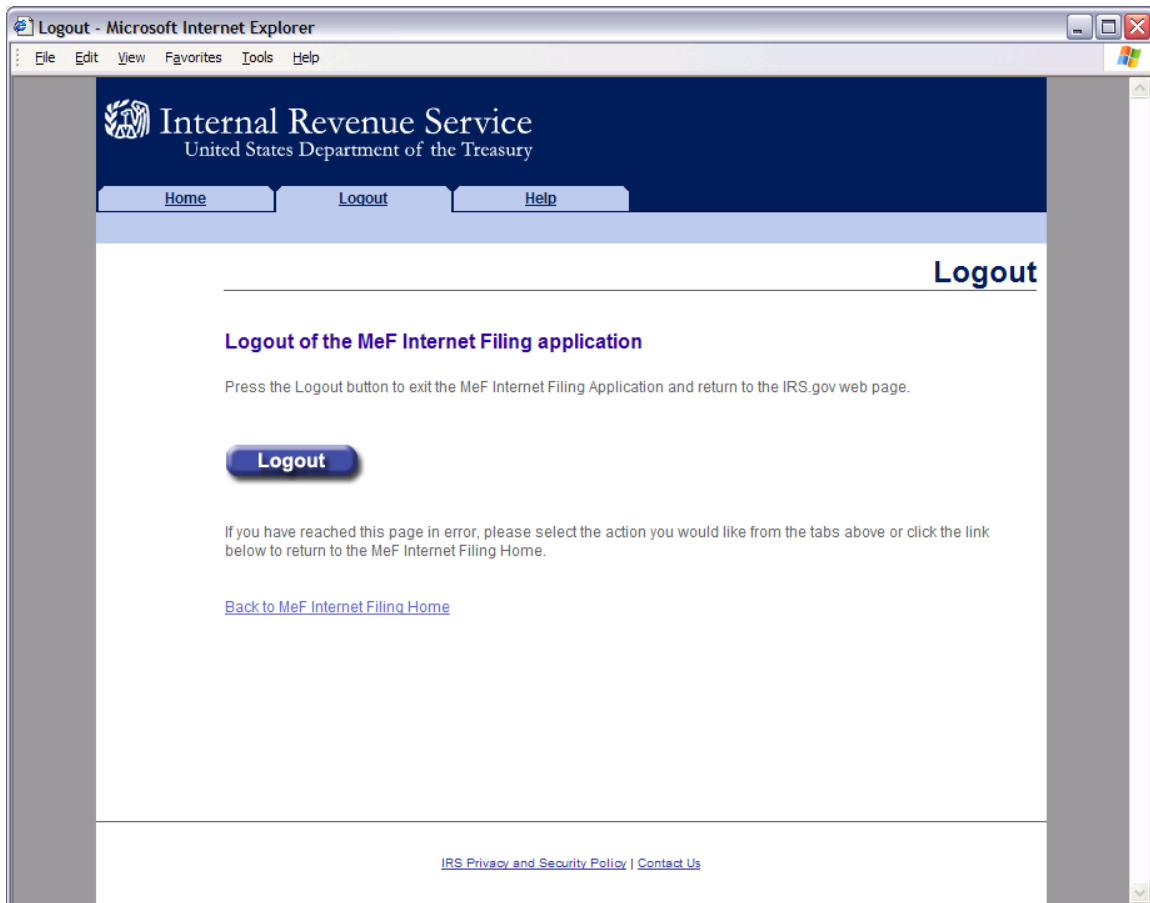 Logout - Microsoft Internet Explorer
File Edit View Favorites Tools Help
Internal Revenue Service
United States Department of the Treasury
Home Logout Help
Logout
Logout of the MeF Internet Filing application
Press the Logout button to exit the MeF Internet Filing Application and return to the IRS.gov web page.
Logout
If you have reached this page in error, please select the action you would like from the tabs above or click the link
below to return to the MeF Internet Filing Home.
Back to MeF Internet Filing Home
IRS Privacy and Security Policy | Contact Us